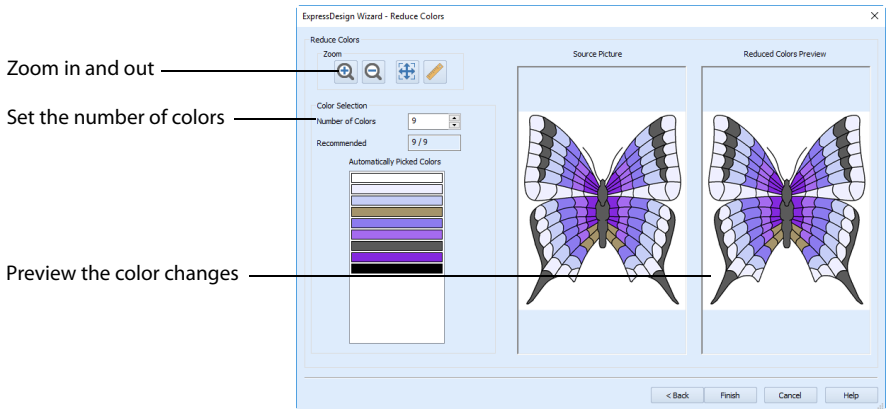 ExpressDesign Wizard - Reduce Colors
Reduce Colors
Zoom
Zoom in and out
Source Picture
Reduced Colors Preview
Color Selection
Set the number of colors
Number of Colors
9
Recommended
9 / 9
Automatically Picked Colors
Preview the color changes
< Back
Finish
Cancel
Help